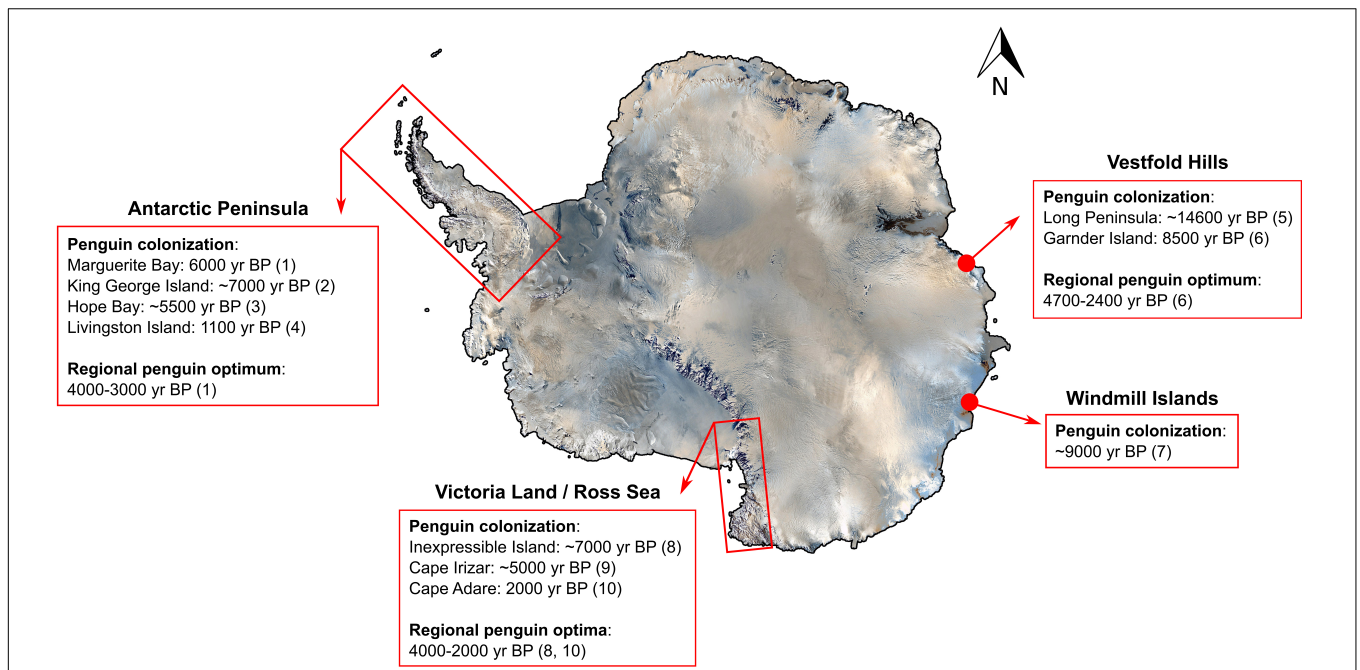 N
Antarctic Peninsula
Penguin colonization:
Marguerite Bay: 6000 yr BP (1)
King George Island: ~7000 yr BP (2)
Hope Bay: ~5500 yr BP (3)
Livingston Island: 1100 yr BP (4)
Regional penguin optimum:
4000-3000 yr BP (1)
Vestfold Hills
Penguin colonization:
Long Peninsula: ~14600 yr BP (5)
Garnder Island: 8500 yr BP (6)
Regional penguin optimum:
4700-2400 yr BP (6)
Windmill Islands
Penguin colonization:
~9000 yr BP (7)
Victoria Land / Ross Sea
Penguin colonization:
Inexpressible Island: ~7000 yr BP (8)
Cape Irizar: ~5000 yr BP (9)
Cape Adare: 2000 yr BP (10)
Regional penguin optima:
4000-2000 yr BP (8, 10)